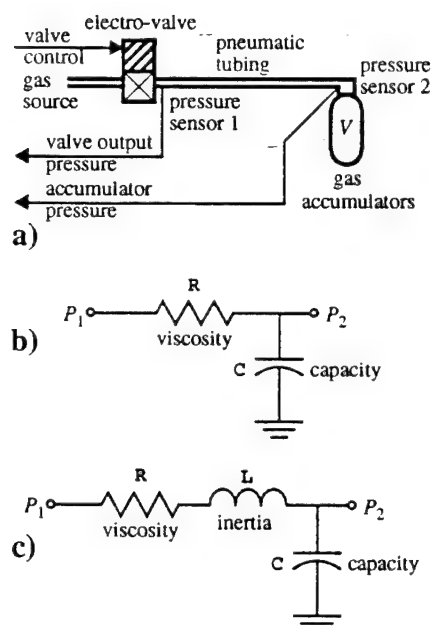 electro-valve
valve
control
pneumatic
tubing
pressure
sensor 2
gas
source
pressure
sensor 1
V
valve output
pressure
accumulator
pressure
gas
accumulators
a)
R
P1
P2
viscosity
b)
C
capacity
R
L
P1
P2
viscosity
inertia
c)
C
capacity